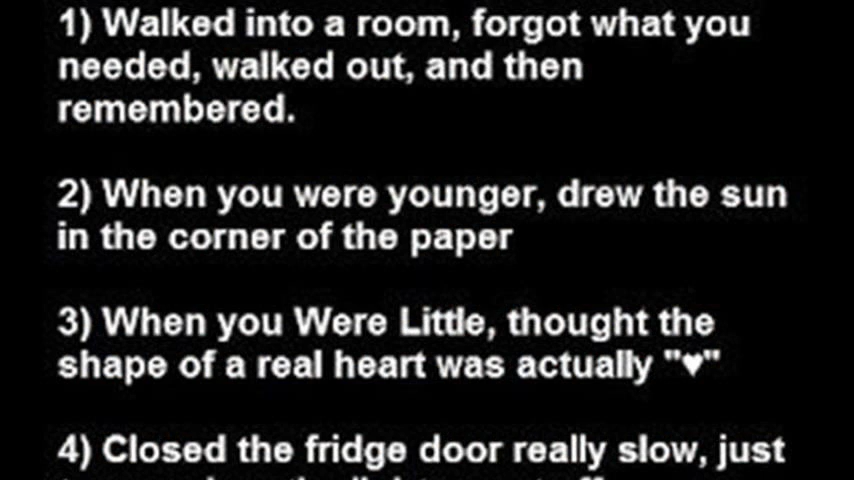 1) Walked into a room, forgot what you
needed, walked out, and then
remembered.
2) When you were younger, drew the sun
in the corner of the paper
3) When you Were Little, thought the
shape of a real heart was actually "♥"
4) Closed the fridge door really slow, just